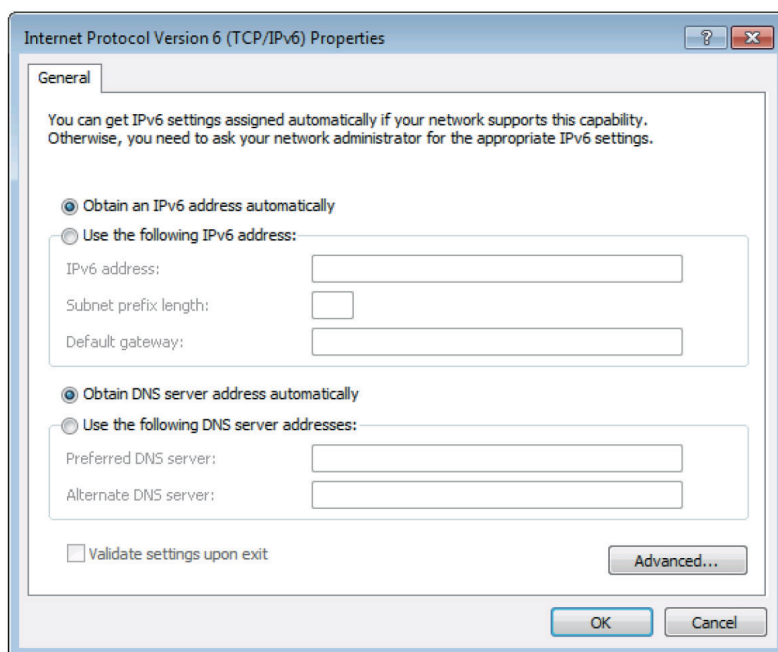 Internet Protocol Version 6 (TCP/IPv6) Properties
General
You can get IPv6 settings assigned automatically if your network supports this capability.
Otherwise, you need to ask your network administrator for the appropriate IPv6 settings.
Obtain an IPv6 address automatically
Use the following IPv6 address:
IPv6 address:
Subnet prefix length:
Default gateway:
Obtain DNS server address automatically
Use the following DNS server addresses:
Preferred DNS server:
Alternate DNS server:
Validate settings upon exit
Advanced...
OK
Cancel